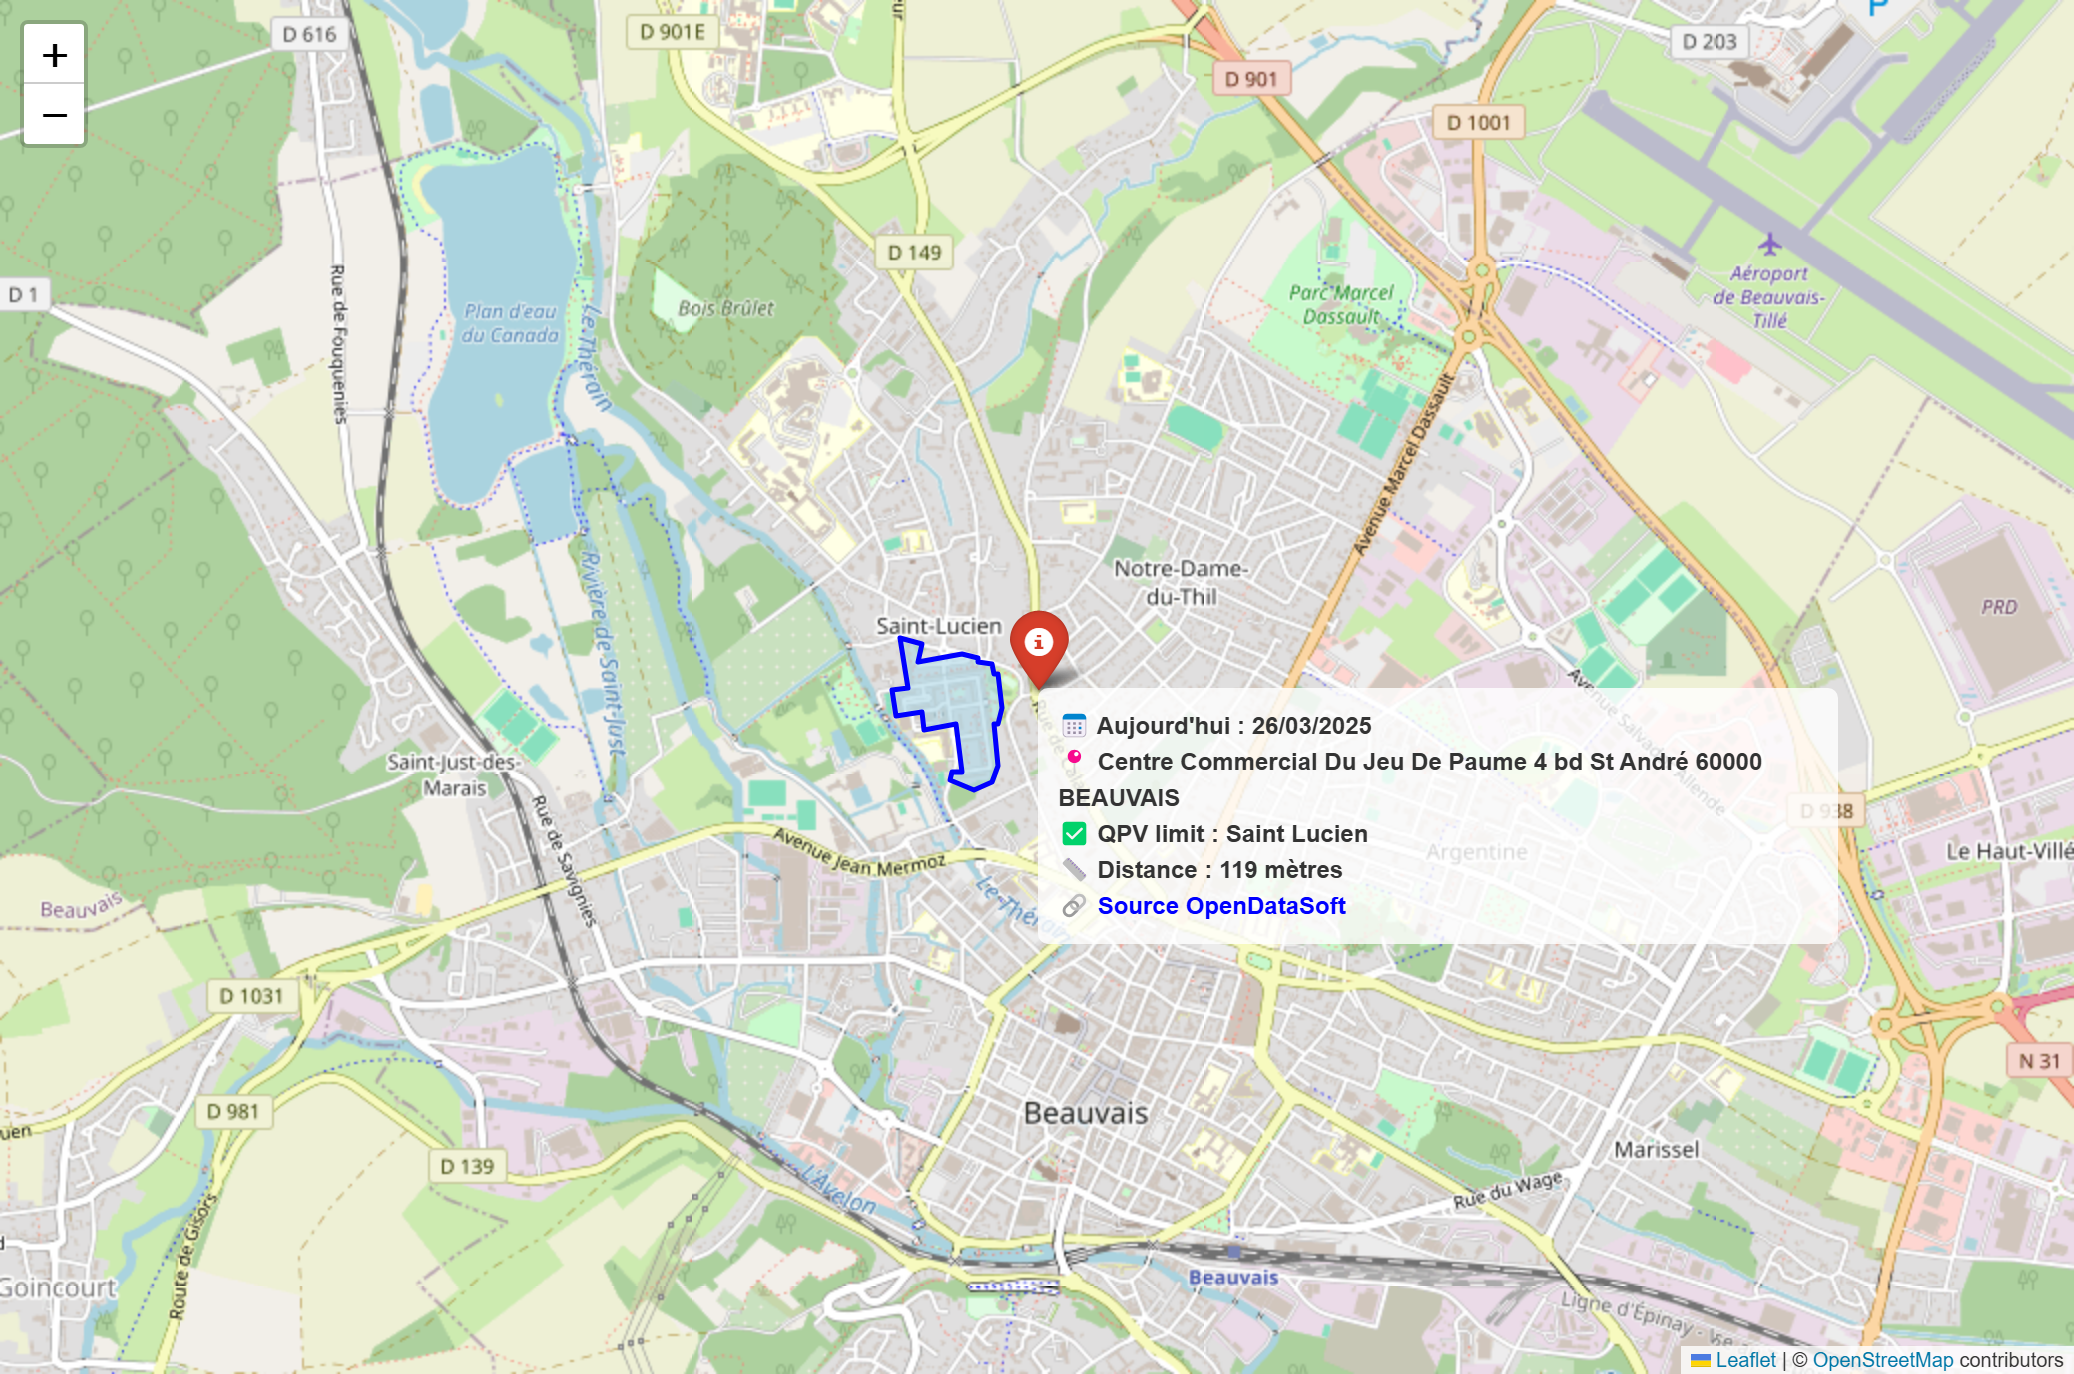 +
−
D 616
D 901E
D 901
D 203
D 1001
D 149
D 1
P
Rue de Fouquenies
Plan d'eau
du Canada
Le Thérain
Bois Brûlet
Parc Marcel
Dassault
Aéroport
de Beauvais-
Tillé
Avenue Marcel Dassault
Notre-Dame-
du-Thil
Saint-Lucien
PRD
Rivière de Saint-Just
Saint-Just-des-
Marais
Rue de Savignies
Avenue Jean Mermoz
Avenue Salvador Allende
Aujourd'hui : 26/03/2025
Centre Commercial Du Jeu De Paume 4 bd St André 60000
BEAUVAIS
QPV limit : Saint Lucien
Distance : 119 mètres
Source OpenDataSoft
D 938
Argentine
Le Haut-Villé
Beauvais
D 1031
D 981
D 139
N 31
Beauvais
Marissel
Rue du Wage
L'Avelon
Route de Gisors
Goincourt
Beauvais
Ligne d'Épinay -
Leaflet | © OpenStreetMap contributors